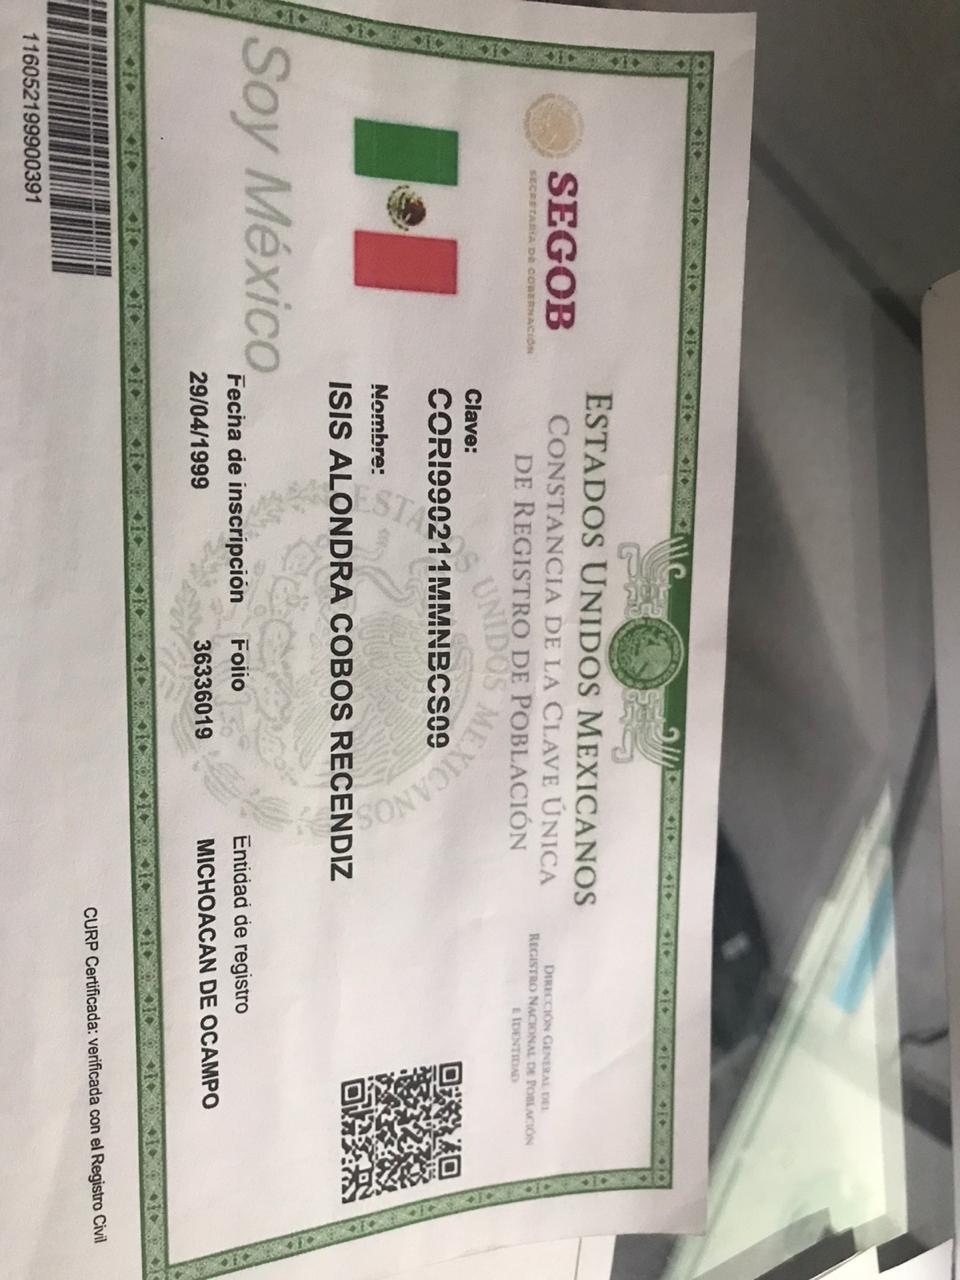 ESTADOS UNIDOS MEXICANOS
CONSTANCIA DE LA CLAVE ÚNICA
DE REGISTRO DE POBLACIÓN
SEGOB
SECRETARÍA DE GOBERNACIÓN
DIRECCIÓN GENERAL DEL
REGISTRO NACIONAL DE POBLACIÓN
E IDENTIDAD
Clave:
CORI990211MMNBCS09
Nombre:
ISIS ALONDRA COBOS RECENDIZ
ESTADOS UNIDOS MEXICANOS
Soy México
Fecha de inscripción Folio Entidad de registro
29/04/1999 36336019 MICHOACAN DE OCAMPO
116052199900391
CURP Certificada: verificada con el Registro Civil